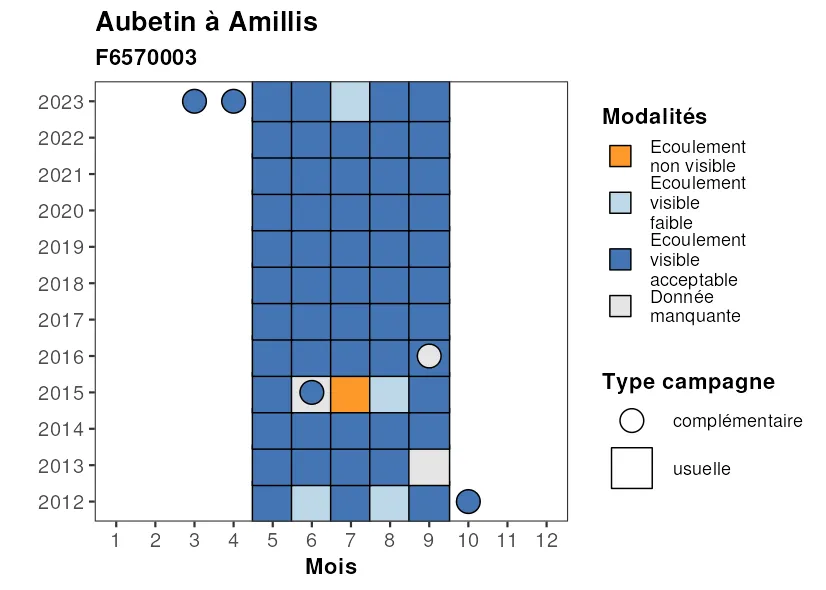 Aubetin à Amillis
F6570003
2023
2022
2021
2020
2019
2018
2017
2016
2015
2014
2013
2012
1 2 3 4 5 6 7 8 9 10 11 12
Mois
Modalités
Ecoulement
non visible
Ecoulement
visible
faible
Ecoulement
visible
acceptable
Donnée
manquante
Type campagne
complémentaire
usuelle